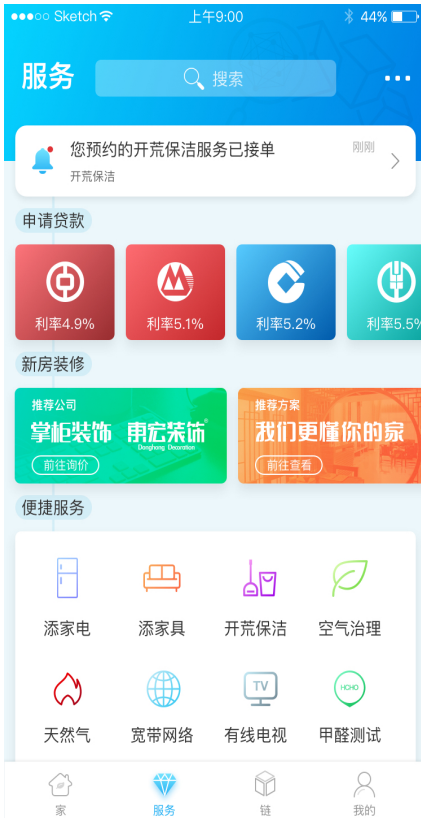 Sketch 上午9:00 44%
服务 搜索
您预约的开荒保洁服务已接单 刚刚
开荒保洁
申请贷款
利率4.9% 利率5.1% 利率5.2% 利率5.5%
新房装修
推荐公司 推荐方案
掌柜装饰 東宏装饰 我们更懂你的家
Donghong Decoration
前往询价 前往查看
便捷服务
添家电 添家具 开荒保洁 空气治理
TV HCHO
天然气 宽带网络 有线电视 甲醛测试
家 服务 链 我的